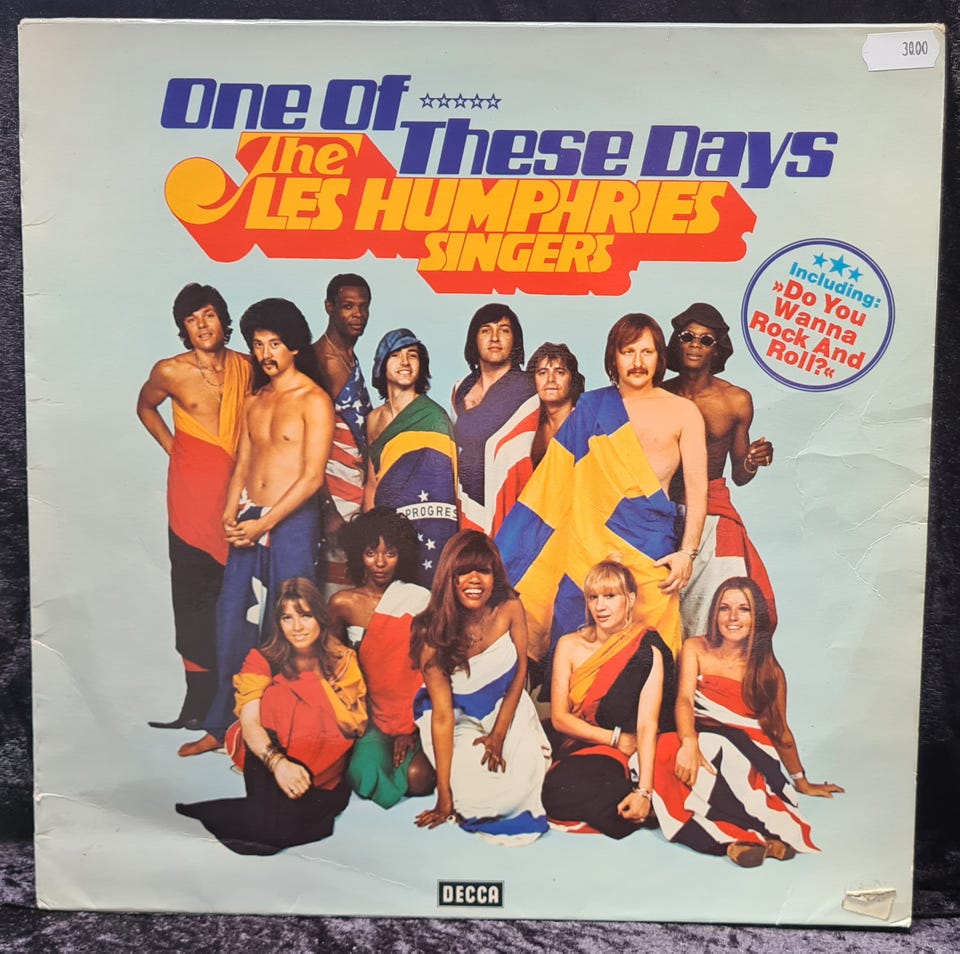 30.00
One Of ☆☆☆☆☆
These Days
The
LES HUMPHRIES
SINGERS
★★★
Including:
»Do You
Wanna
Rock And
Roll?«
PROGRES
DECCA